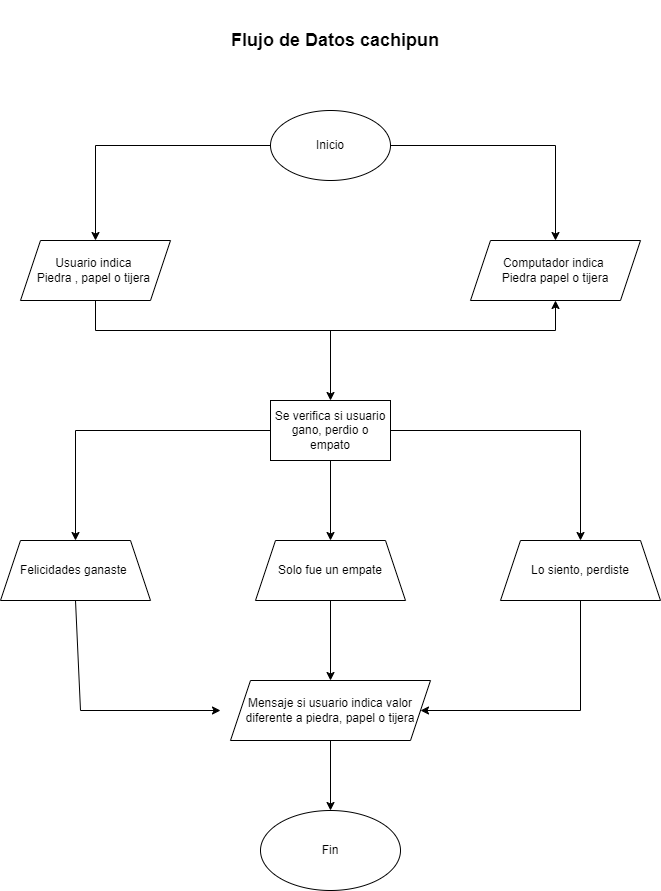 Flujo de Datos cachipun
Inicio
Usuario indica
Piedra , papel o tijera
Computador indica
Piedra papel o tijera
Se verifica si usuario
gano, perdio o
empato
Felicidades ganaste
Solo fue un empate
Lo siento, perdiste
Mensaje si usuario indica valor
diferente a piedra, papel o tijera
Fin